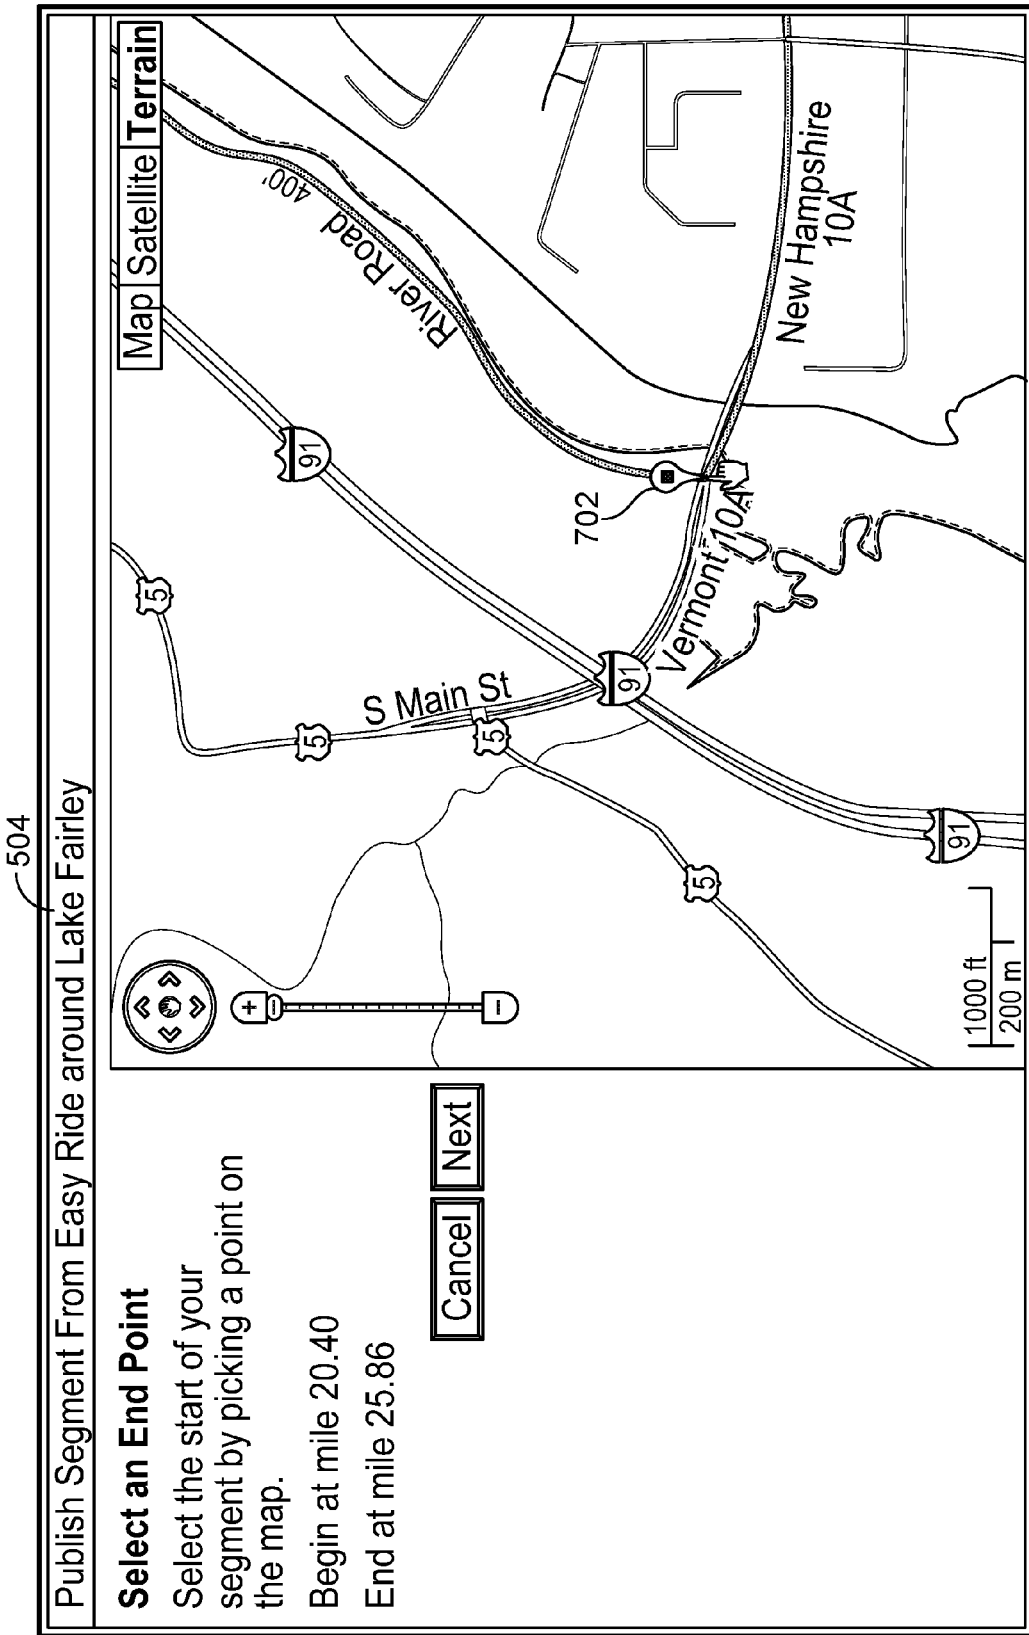 504
Publish Segment From Easy Ride around Lake Fairley
Select an End Point
Select the start of your
segment by picking a point on
the map.
Begin at mile 20.40
End at mile 25.86
Cancel
Next
Map
Satellite
Terrain
400'
River Road
91
5
5
S Main St
5
91
Vermont 10A
702
New Hampshire
10A
5
91
1000 ft
200 m
+
−
−